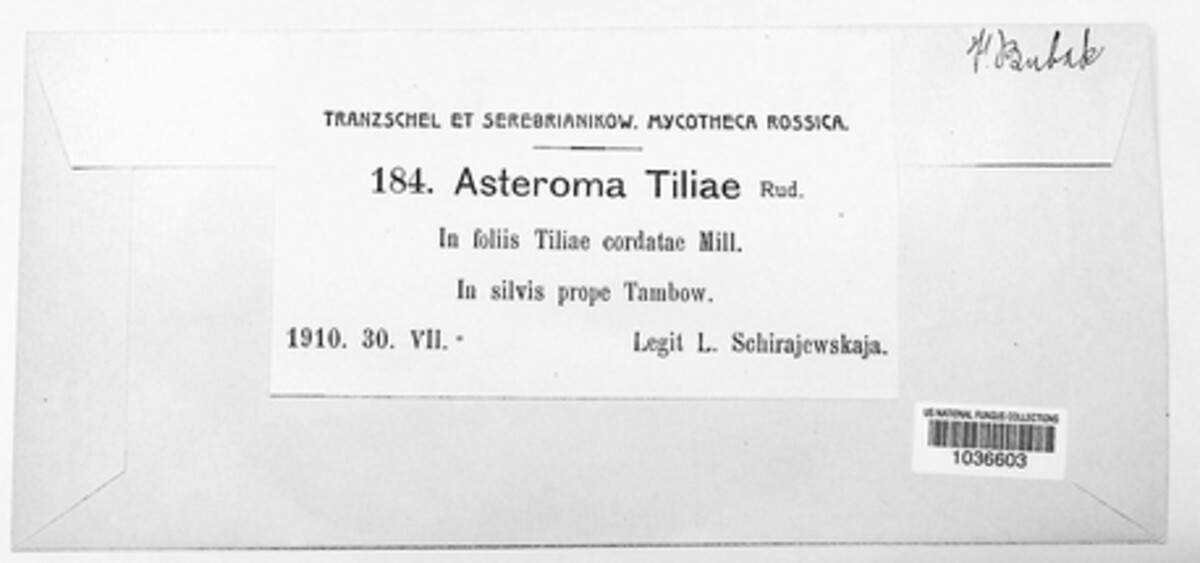 F. Bubak
TRANZSCHEL ET SEREBRIANIKOW. MYCOTHECA ROSSICA.
184. Asteroma Tiliae Rud.
In foliis Tiliae cordatae Mill.
In silvis prope Tambow.
1910. 30. VII. Legit L. Schirajewskaja.
US NATIONAL FUNGUS COLLECTIONS
1036603